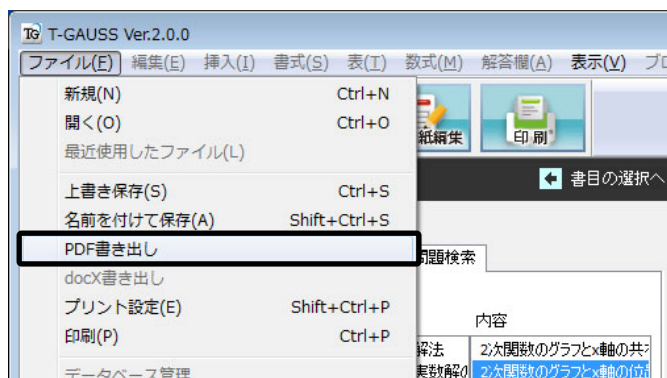 TG T-GAUSS Ver.2.0.0
ファイル(F) 編集(E) 挿入(I) 書式(S) 表(T) 数式(M) 解答欄(A) 表示(V)
新規(N) Ctrl+N
開く(O) Ctrl+O
紙編集 印刷
最近使用したファイル(L)
書目の選択へ
上書き保存(S) Ctrl+S
名前を付けて保存(A) Shift+Ctrl+S
PDF書き出し
問題検索
docX書き出し
プリント設定(E) Shift+Ctrl+P
内容
印刷(P) Ctrl+P
解法 2次関数のグラフとx軸の共
実数解の 2次関数のグラフとx軸の位
データベース管理